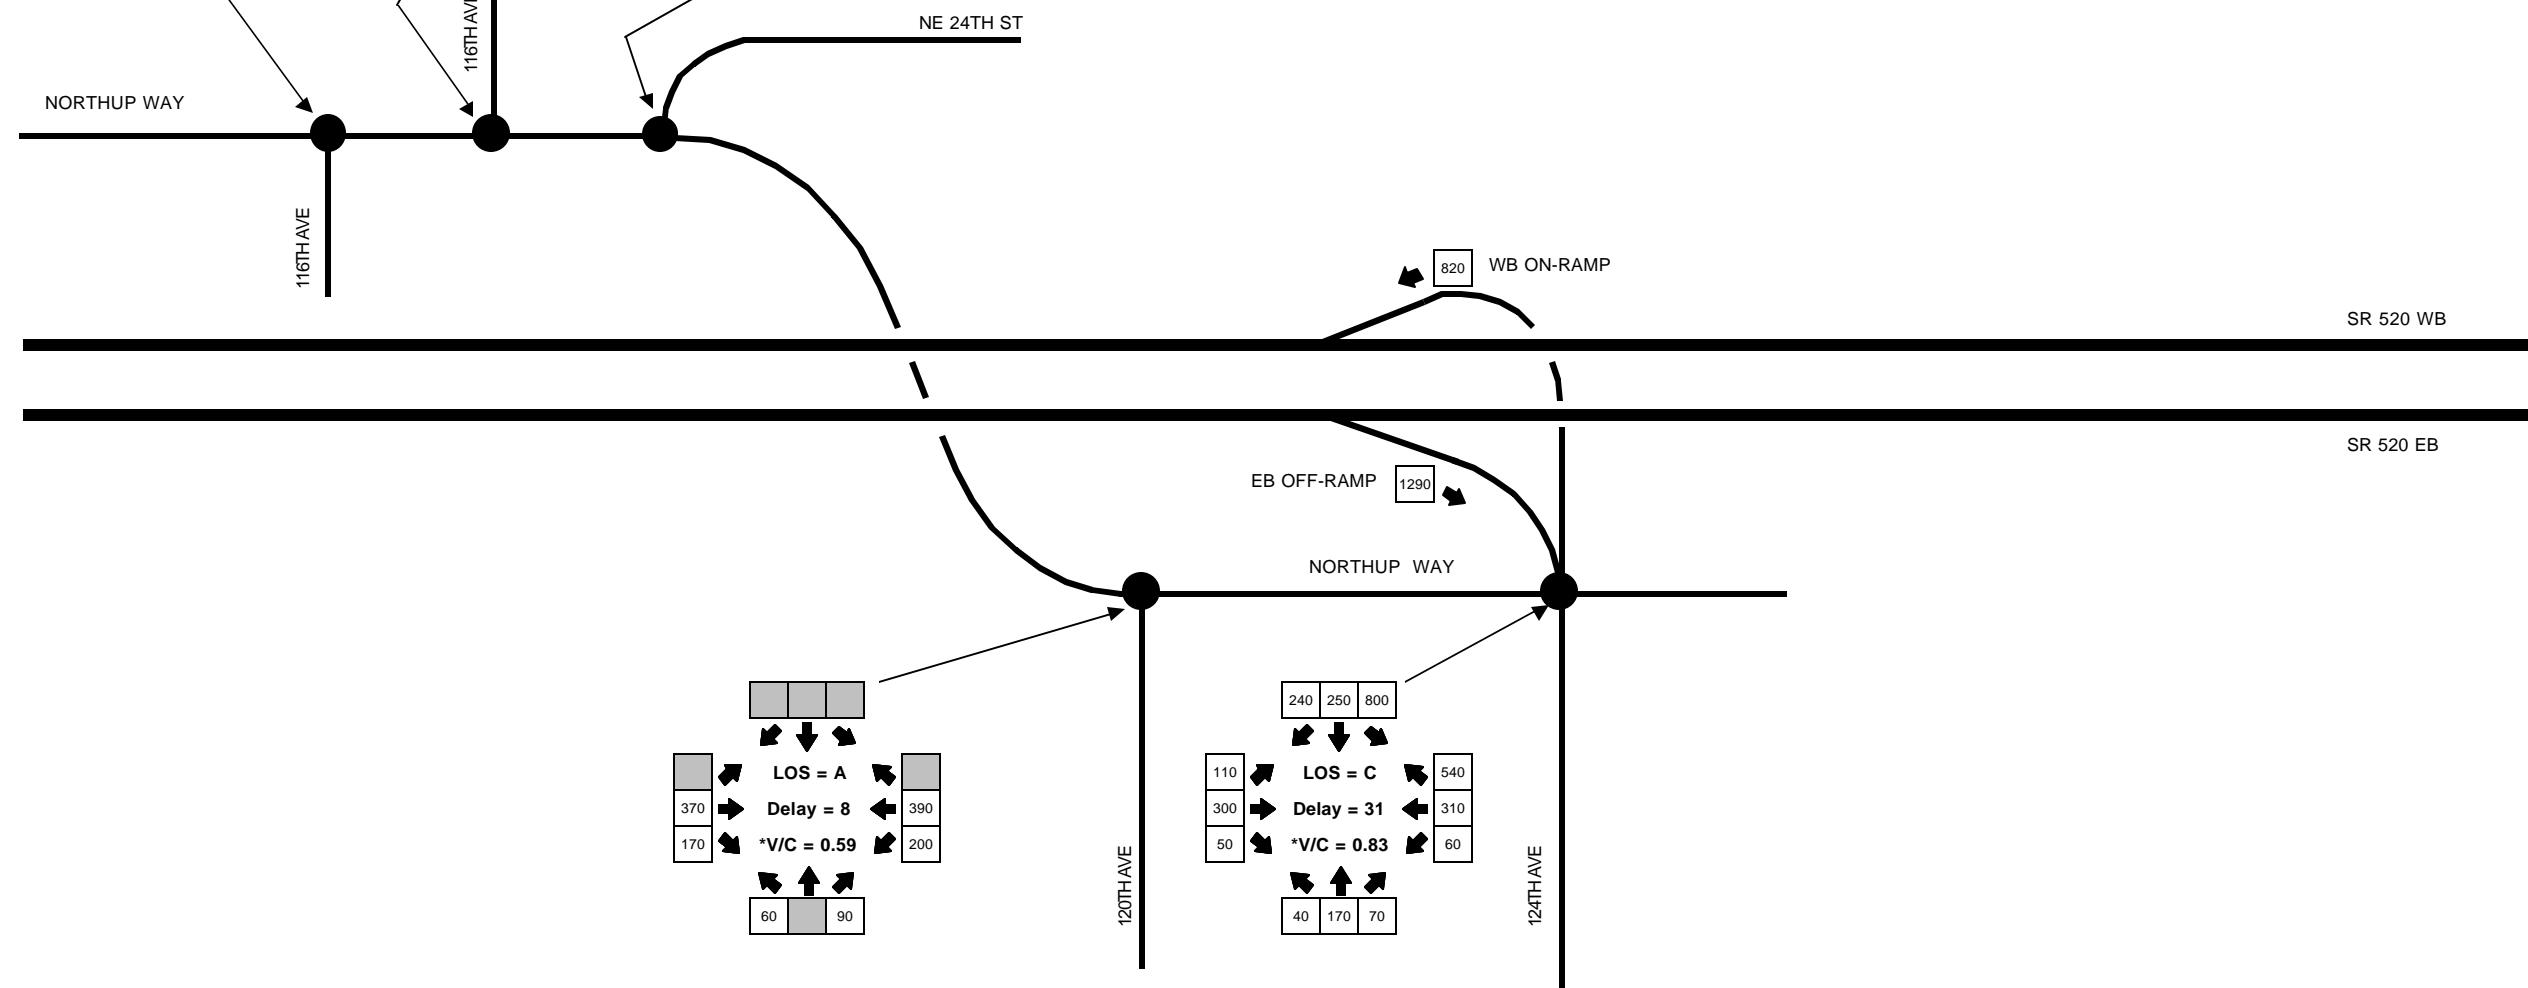 NE 24TH ST
116TH AVE
NORTHUP WAY
116TH AVE
820 WB ON-RAMP
SR 520 WB
SR 520 EB
EB OFF-RAMP 1290
NORTHUP WAY
240 250 800
110 LOS = C 540
LOS = A
370 Delay = 8 390
300 Delay = 31 310
170 *V/C = 0.59 200
50 *V/C = 0.83 60
60 90
40 170 70
120TH AVE
124TH AVE